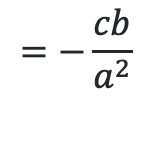 = − cb / a²